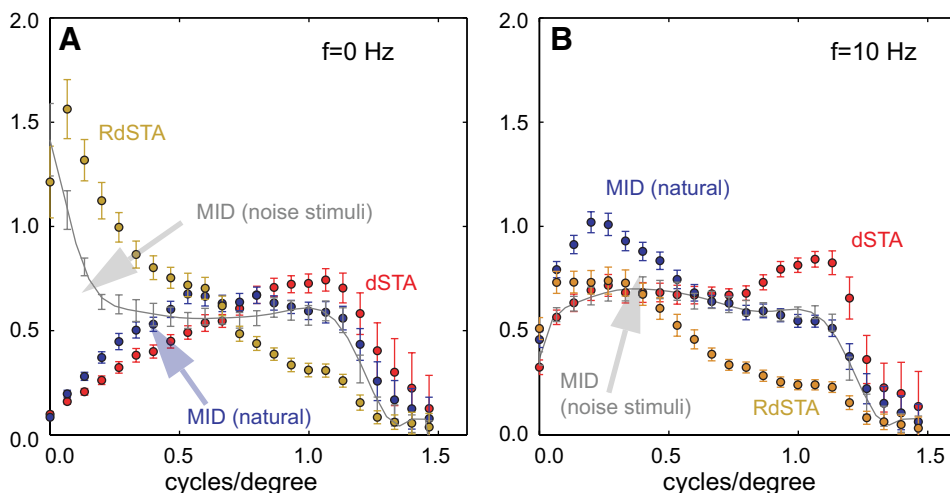 2.0
A
f=0 Hz
1.5
RdSTA
MID (noise stimuli)
1.0
dSTA
0.5
MID (natural)
0.0
0.0 0.5 1.0 1.5
cycles/degree
2.0
B
f=10 Hz
1.5
MID (natural)
1.0
dSTA
0.5
MID
(noise stimuli)
RdSTA
0.0
0.0 0.5 1.0 1.5
cycles/degree